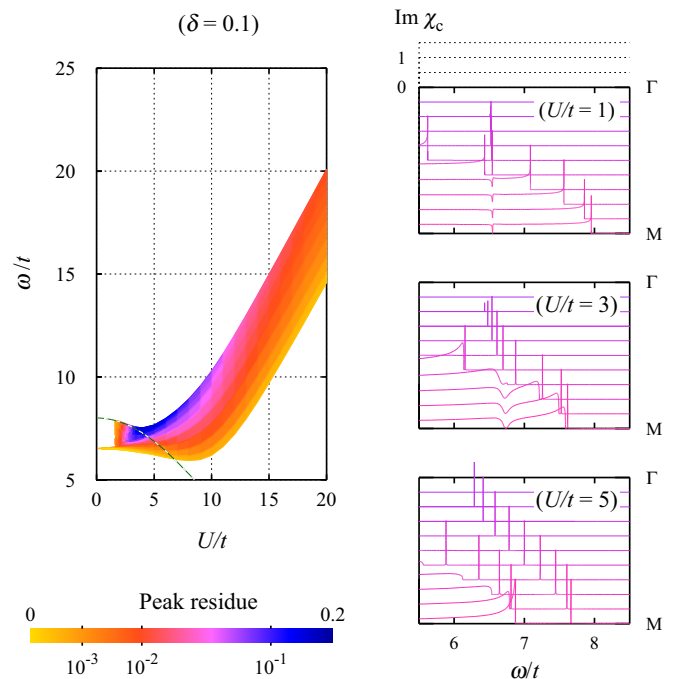 (δ = 0.1)
25
20
15
10
5
ω/t
0 5 10 15 20
U/t
Peak residue
0 0.2
10⁻³ 10⁻² 10⁻¹
Im χc
1
0
Γ
(U/t = 1)
M
Γ
(U/t = 3)
M
Γ
(U/t = 5)
M
6 7 8
ω/t